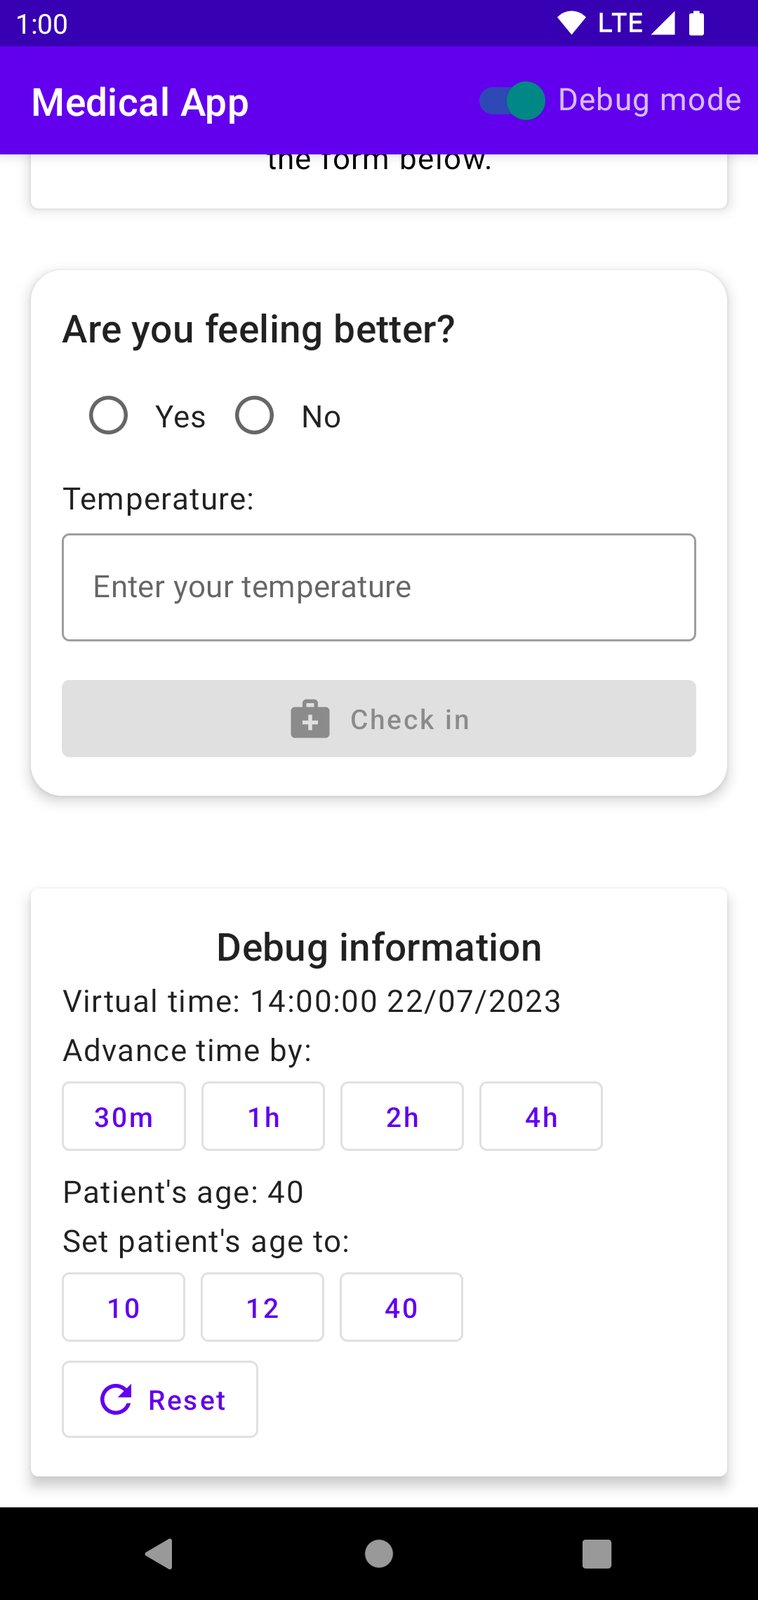 1:00 LTE
Medical App Debug mode
the form below.
Are you feeling better?
Yes No
Temperature:
Enter your temperature
Check in
Debug information
Virtual time: 14:00:00 22/07/2023
Advance time by:
30m 1h 2h 4h
Patient's age: 40
Set patient's age to:
10 12 40
Reset